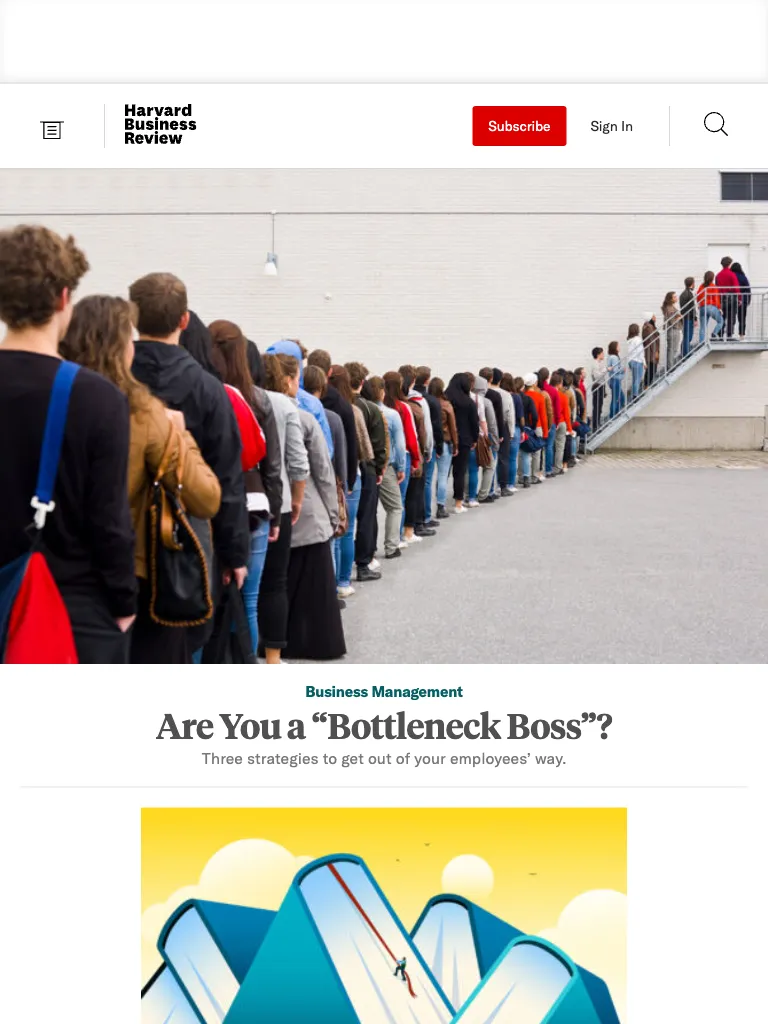 Harvard
Business
Review
Subscribe
Sign In
Business Management
Are You a “Bottleneck Boss”?
Three strategies to get out of your employees’ way.